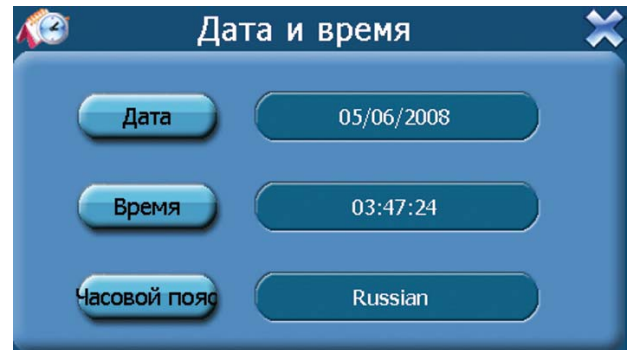 Дата и время
Дата 05/06/2008
Время 03:47:24
Часовой пояс Russian